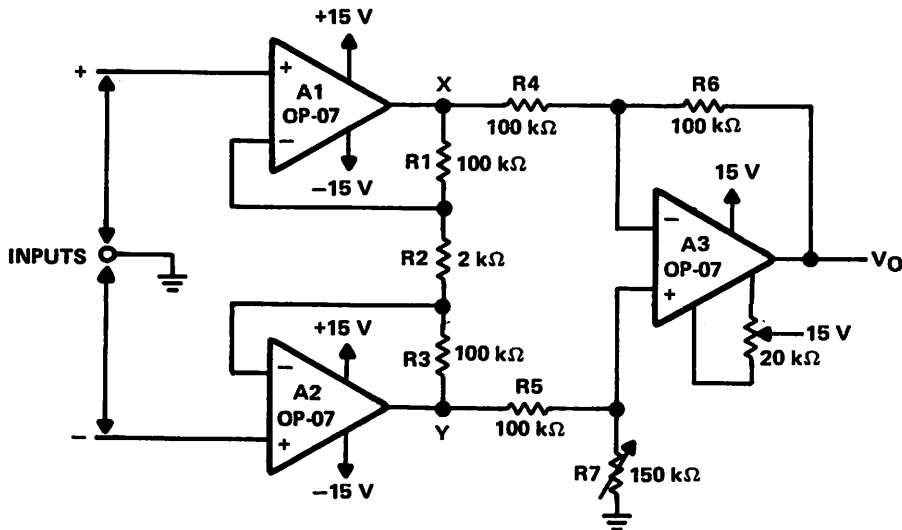 +15 V
+
+
A1
OP-07
−
−15 V
X
R4
100 kΩ
R6
100 kΩ
R1
100 kΩ
15 V
−
A3
OP-07
+
VO
INPUTS
R2
2 kΩ
15 V
20 kΩ
+15 V
−
A2
OP-07
+
−15 V
R3
100 kΩ
R5
100 kΩ
Y
−
R7
150 kΩ